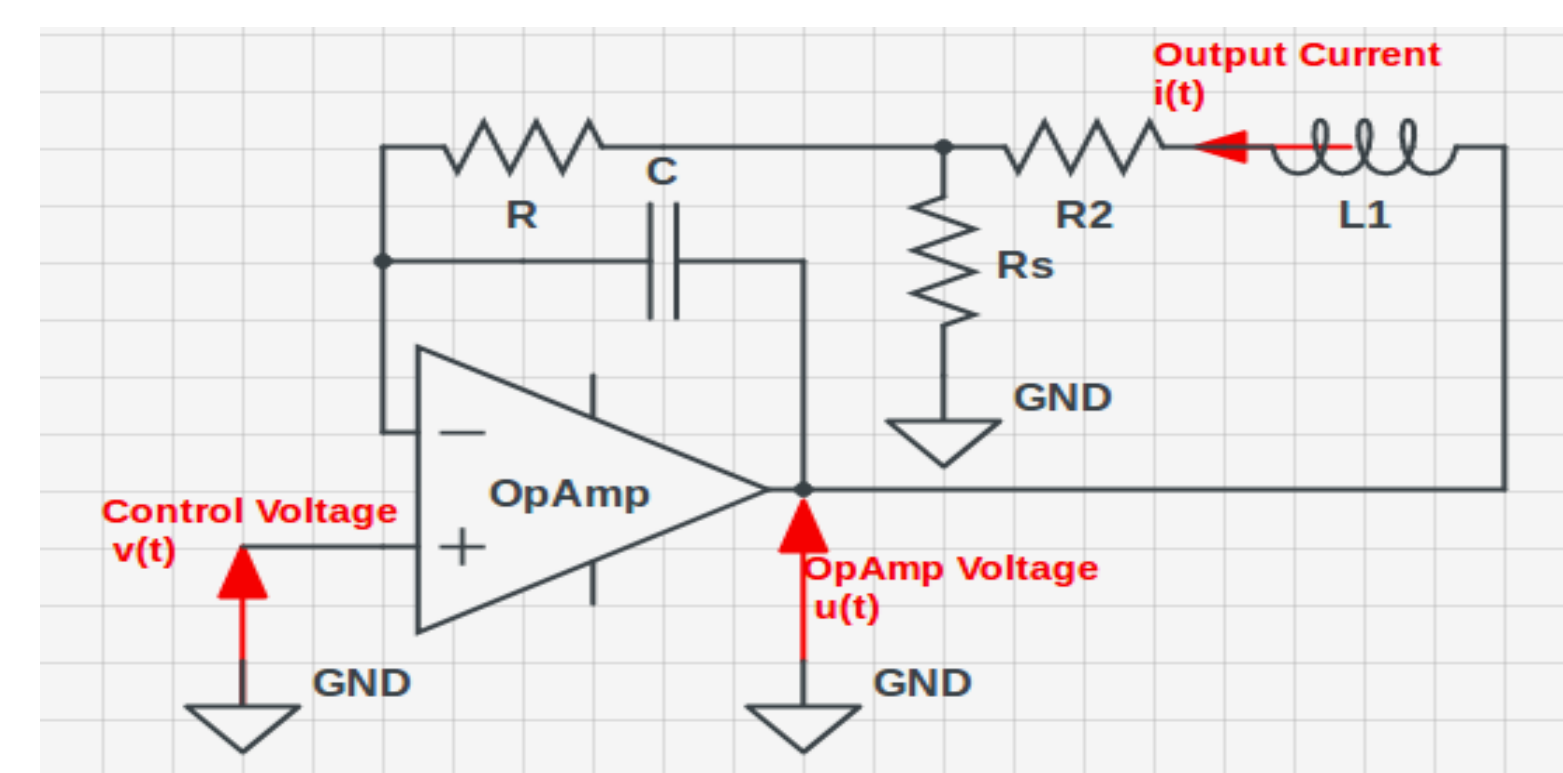 Output Current
i(t)
C
R
R2
L1
Rs
GND
−
OpAmp
+
Control Voltage
v(t)
OpAmp Voltage
u(t)
GND
GND